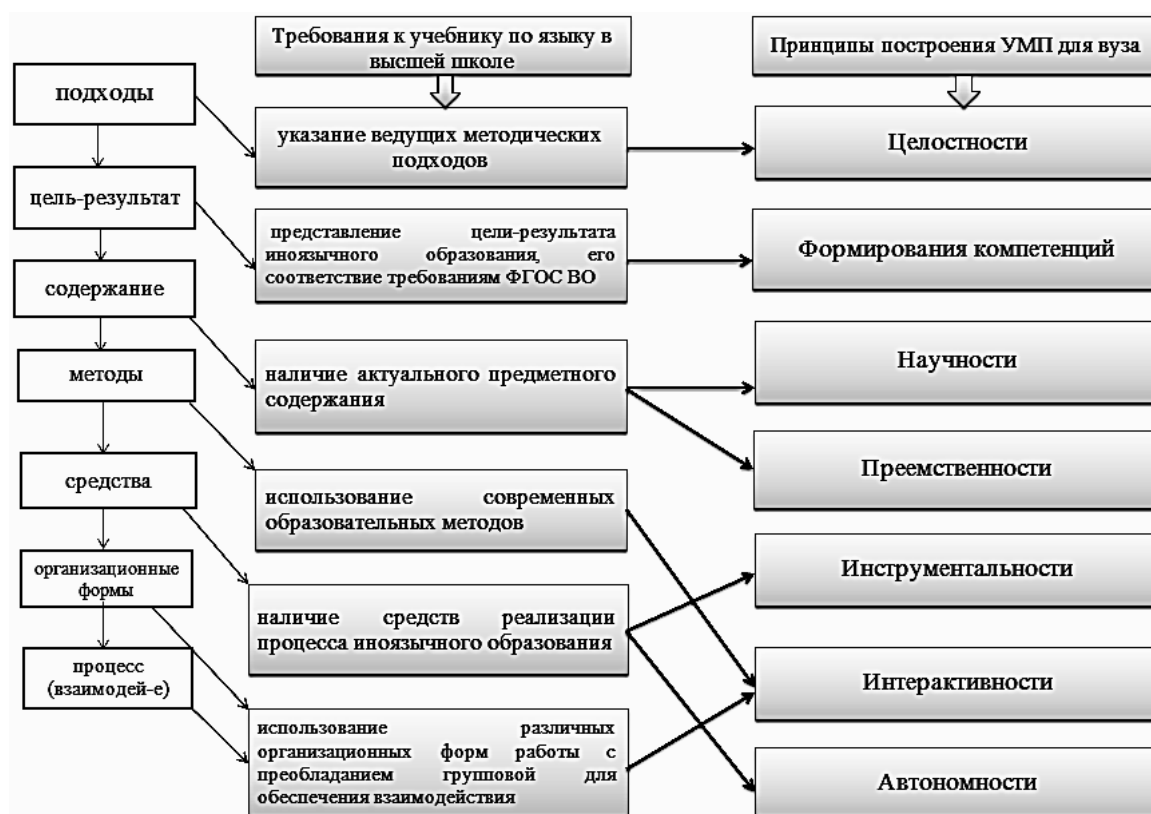 подходы
цель-результат
содержание
методы
средства
организационные
формы
процесс
(взаимодей-е)
Требования к учебнику по языку в
высшей школе
указание ведущих методических
подходов
представление цели-результата
иноязычного образования, его
соответствие требованиям ФГОС ВО
наличие актуального предметного
содержания
использование современных
образовательных методов
наличие средств реализации
процесса иноязычного образования
использование различных
организационных форм работы с
преобладанием групповой для
обеспечения взаимодействия
Принципы построения УМП для вуза
Целостности
Формирования компетенций
Научности
Преемственности
Инструментальности
Интерактивности
Автономности